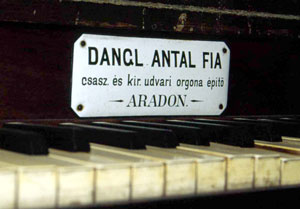 DANGL ANTAL FIA
csasz. és kir. udvari orgona épitő
ARADON.